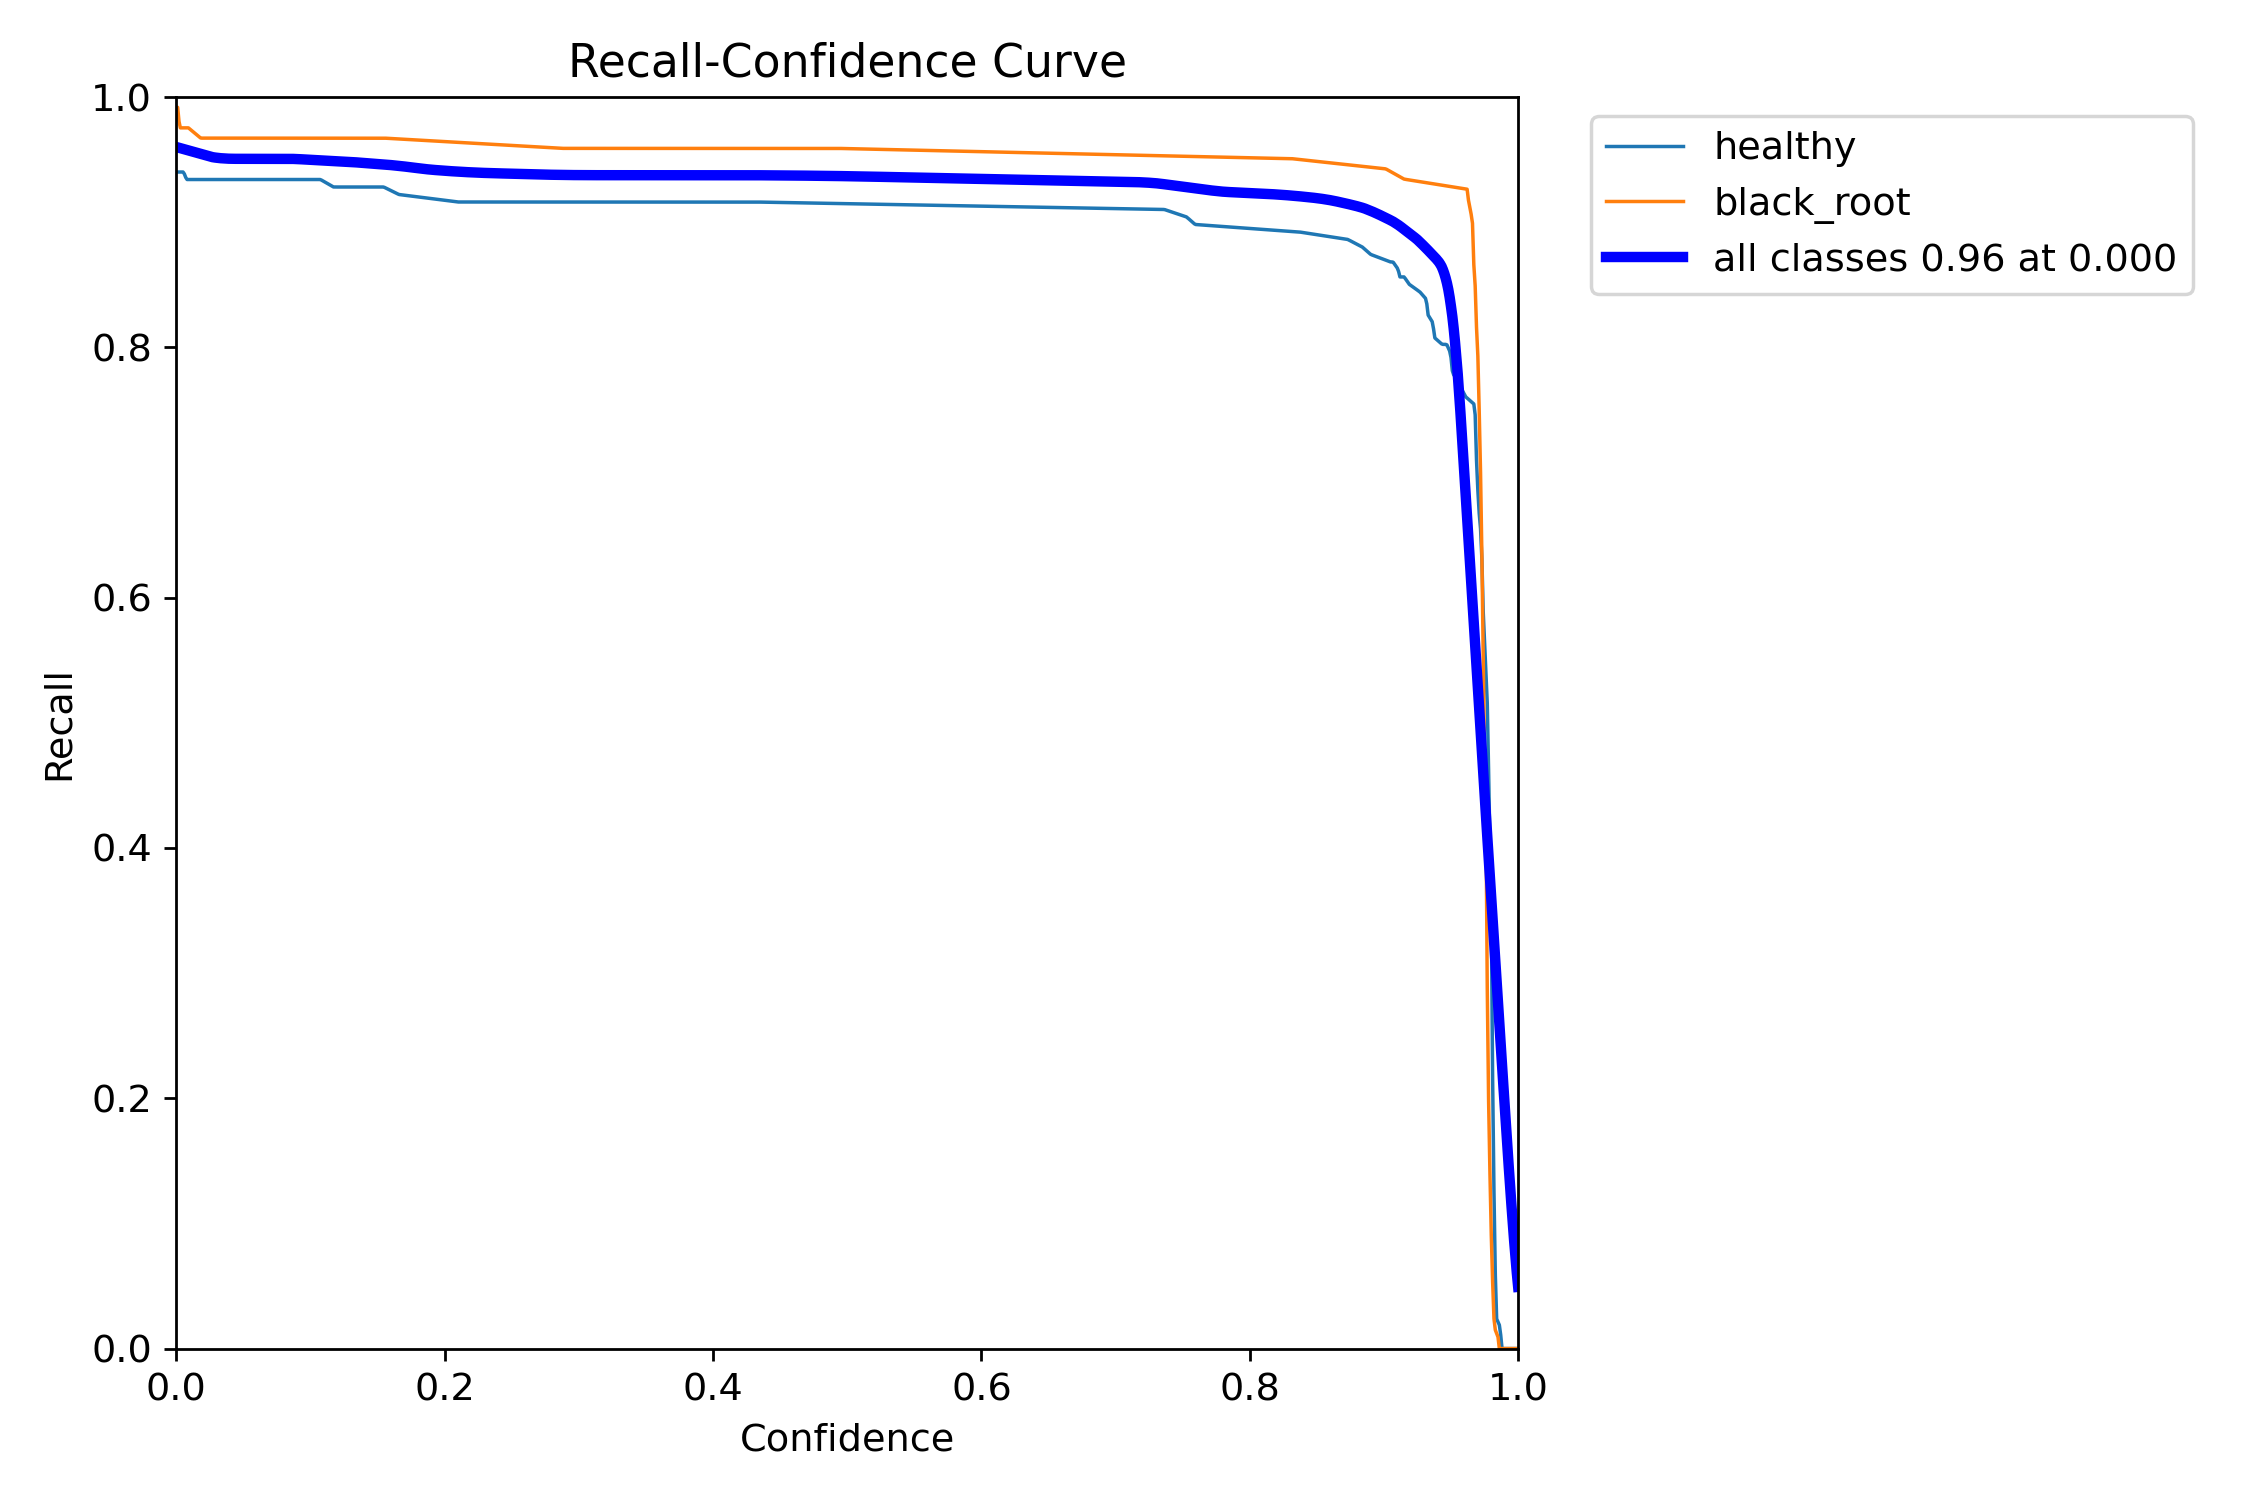 Recall-Confidence Curve
1.0
0.8
0.6
0.4
0.2
0.0
Recall
0.0 0.2 0.4 0.6 0.8 1.0
Confidence
healthy
black_root
all classes 0.96 at 0.000